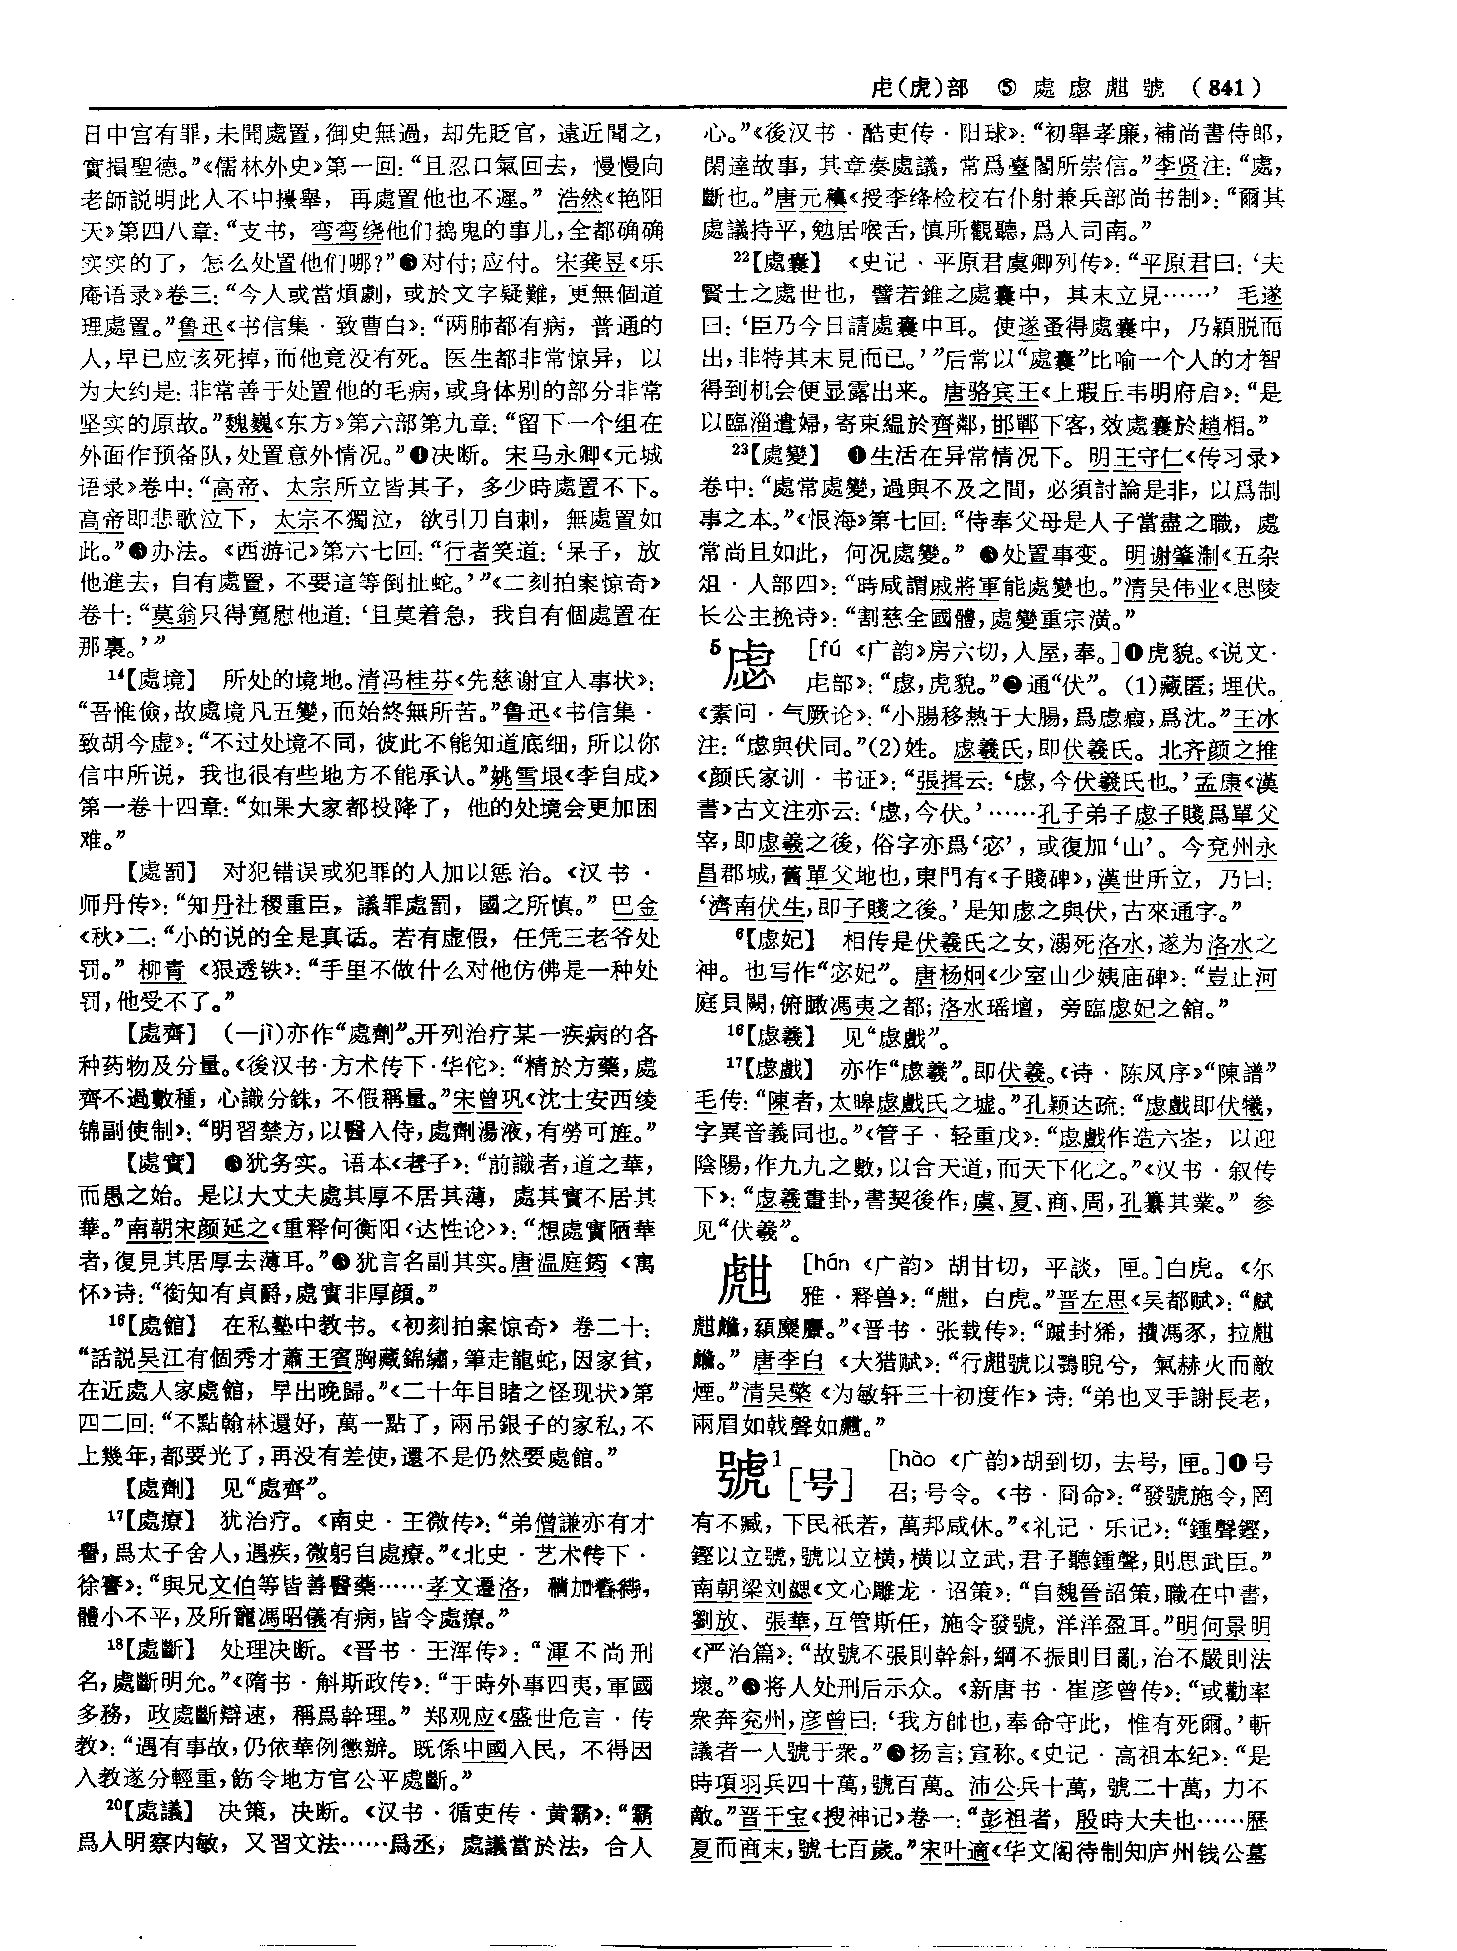 虍(虎)部 ⑤ 處 虙 甝 號 (841)
日中宫有罪,未聞處置,御史無過,却先貶官,遠近聞之,
實損聖德。”《儒林外史》第一回:“且忍口氣回去,慢慢向
老師説明此人不中擡舉,再處置他也不遲。” 浩然《艳阳
天》第四八章:“支书,弯弯绕他们捣鬼的事儿,全都确确
实实的了,怎么处置他们哪?”❸对付;应付。宋龚昱《乐
庵语录》卷三:“今人或當煩劇,或於文字疑難,更無個道
理處置。”鲁迅《书信集·致曹白》:“两肺都有病,普通的
人,早已应该死掉,而他竟没有死。医生都非常惊异,以
为大约是:非常善于处置他的毛病,或身体别的部分非常
坚实的原故。”魏巍《东方》第六部第九章:“留下一个组在
外面作预备队,处置意外情况。”❹决断。宋马永卿《元城
语录》卷中:“高帝、太宗所立皆其子,多少時處置不下。
高帝即悲歌泣下,太宗不獨泣,欲引刀自刺,無處置如
此。”❺办法。《西游记》第六七回:“行者笑道:‘呆子,放
他進去,自有處置,不要這等倒扯蛇。’”《二刻拍案惊奇》
卷十:“莫翁只得寬慰他道:‘且莫着急,我自有個處置在
那裏。’”
14【處境】 所处的境地。清冯桂芬《先慈谢宜人事状》:
“吾惟儉,故處境凡五變,而始終無所苦。”鲁迅《书信集·
致胡今虚》:“不过处境不同,彼此不能知道底细,所以你
信中所说,我也很有些地方不能承认。”姚雪垠《李自成》
第一卷十四章:“如果大家都投降了,他的处境会更加困
难。”
【處罰】 对犯错误或犯罪的人加以惩治。《汉书·
师丹传》:“知丹社稷重臣,議罪處罰,國之所慎。” 巴金
《秋》二:“小的说的全是真话。若有虚假,任凭三老爷处
罚。” 柳青《狠透铁》:“手里不做什么对他仿佛是一种处
罚,他受不了。”
【處齊】 (—jì)亦作“處劑”。开列治疗某一疾病的各
种药物及分量。《後汉书·方术传下·华佗》:“精於方藥,處
齊不過數種,心識分銖,不假稱量。”宋曾巩《沈士安西绫
锦副使制》:“明習禁方,以醫入侍,處劑湯液,有勞可旌。”
【處實】 ❶犹务实。语本《老子》:“前識者,道之華,
而愚之始。是以大丈夫處其厚不居其薄,處其實不居其
華。”南朝宋颜延之《重释何衡阳〈达性论〉》:“想處實陋華
者,復見其居厚去薄耳。”❷犹言名副其实。唐温庭筠《寓
怀》诗:“銜知有貞爵,處實非厚顔。”
16【處館】 在私塾中教书。《初刻拍案惊奇》卷二十:
“話説吴江有個秀才蕭王賓胸藏錦繡,筆走龍蛇,因家貧,
在近處人家處館,早出晚歸。”《二十年目睹之怪现状》第
四二回:“不點翰林還好,萬一點了,兩吊銀子的家私,不
上幾年,都要光了,再没有差使,還不是仍然要處館。”
【處劑】 见“處齊”。
17【處療】 犹治疗。《南史·王微传》:“弟僧謙亦有才
譽,爲太子舍人,遇疾,微躬自處療。”《北史·艺术传下·
徐謇》:“與兄文伯等皆善醫藥……孝文遷洛,稍加眷待,
體小不平,及所寵馮昭儀有病,皆令處療。”
18【處斷】 处理决断。《晋书·王浑传》:“渾不尚刑
名,處斷明允。”《隋书·斛斯政传》:“于時外事四夷,軍國
多務,政處斷辯速,稱爲幹理。” 郑观应《盛世危言·传
教》:“遇有事故,仍依華例懲辦。既係中國人民,不得因
入教遂分輕重,飭令地方官公平處斷。”
20【處議】 决策,决断。《汉书·循吏传·黄霸》:“霸
爲人明察内敏,又習文法……爲丞,處議當於法,合人
心。”《後汉书·酷吏传·阳球》:“初舉孝廉,補尚書侍郎,
閑達故事,其章奏處議,常爲臺閣所崇信。”李贤注:“處,
斷也。”唐元稹《授李绛检校右仆射兼兵部尚书制》:“爾其
處議持平,勉居喉舌,慎所觀聽,爲人司南。”
22【處囊】 《史记·平原君虞卿列传》:“平原君曰:‘夫
賢士之處世也,譬若錐之處囊中,其末立見……’ 毛遂
曰:‘臣乃今日請處囊中耳。使遂蚤得處囊中,乃穎脱而
出,非特其末見而已。’”后常以“處囊”比喻一个人的才智
得到机会便显露出来。唐骆宾王《上瑕丘韦明府启》:“是
以臨淄遣婦,寄束緼於齊鄰,邯鄲下客,效處囊於趙相。”
23【處變】 ❶生活在异常情况下。明王守仁《传习录》
卷中:“處常處變,過與不及之間,必須討論是非,以爲制
事之本。”《恨海》第七回:“侍奉父母是人子當盡之職,處
常尚且如此,何况處變。” ❷处置事变。明谢肇淛《五杂
俎·人部四》:“時咸謂戚將軍能處變也。”清吴伟业《思陵
长公主挽诗》:“割慈全國體,處變重宗潢。”
5虙 [fú 《广韵》房六切,入屋,奉。]❶虎貌。《说文·
虍部》:“虙,虎貌。”❷通“伏”。(1)藏匿;埋伏。
《素问·气厥论》:“小腸移熱于大腸,爲虙瘕,爲沈。”王冰
注:“虙與伏同。”(2)姓。虙羲氏,即伏羲氏。北齐颜之推
《颜氏家训·书证》:“張揖云:‘虙,今伏羲氏也。’孟康《漢
書》古文注亦云:‘虙,今伏。’……孔子弟子虙子賤爲單父
宰,即虙羲之後,俗字亦爲‘宓’,或復加‘山’。今兗州永
昌郡城,舊單父地也,東門有《子賤碑》,漢世所立,乃曰:
‘濟南伏生,即子賤之後。’是知虙之與伏,古來通字。”
6【虙妃】 相传是伏羲氏之女,溺死洛水,遂为洛水之
神。也写作“宓妃”。唐杨炯《少室山少姨庙碑》:“豈止河
庭貝闕,俯瞰馮夷之都;洛水瑶壇,旁臨虙妃之館。”
16【虙羲】 见“虙戲”。
17【虙戲】 亦作“虙羲”。即伏羲。《诗·陈风序》“陳譜”
毛传:“陳者,太皞虙戲氏之墟。”孔颖达疏:“虙戲即伏犧,
字異音義同也。”《管子·轻重戊》:“虙戲作造六峜,以迎
陰陽,作九九之數,以合天道,而天下化之。”《汉书·叙传
下》:“虙羲畫卦,書契後作,虞、夏、商、周,孔纂其業。” 参
见“伏羲”。
甝 [hán 《广韵》胡甘切,平談,匣。]白虎。《尔
雅·释兽》:“甝,白虎。”晋左思《吴都赋》:“𧇭
甝䖜,纇麋麖。”《晋书·张载传》:“蹴封狶,攢馮豕,拉甝
䖜。” 唐李白《大猎赋》:“行甝號以鶚睨兮,氣赫火而敵
煙。”清吴棠《为敏轩三十初度作》诗:“弟也叉手謝長老,
兩眉如戟聲如甝。”
號1[号] [hào 《广韵》胡到切,去号,匣。]❶号
召;号令。《书·冏命》:“發號施令,罔
有不臧,下民祇若,萬邦咸休。”《礼记·乐记》:“鍾聲鏗,
鏗以立號,號以立横,横以立武,君子聽鍾聲,則思武臣。”
南朝梁刘勰《文心雕龙·诏策》:“自魏晉詔策,職在中書,
劉放、張華,互管斯任,施令發號,洋洋盈耳。”明何景明
《严治篇》:“故號不張則幹斜,綱不振則目亂,治不嚴則法
壞。”❷将人处刑后示众。《新唐书·崔彦曾传》:“或勸率
衆奔兗州,彦曾曰:‘我方帥也,奉命守此,惟有死爾。’斬
議者一人號于衆。”❸扬言;宣称。《史记·高祖本纪》:“是
時項羽兵四十萬,號百萬。沛公兵十萬,號二十萬,力不
敵。”晋干宝《搜神记》卷一:“彭祖者,殷時大夫也……歷
夏而商末,號七百歲。”宋叶適《华文阁待制知庐州钱公墓